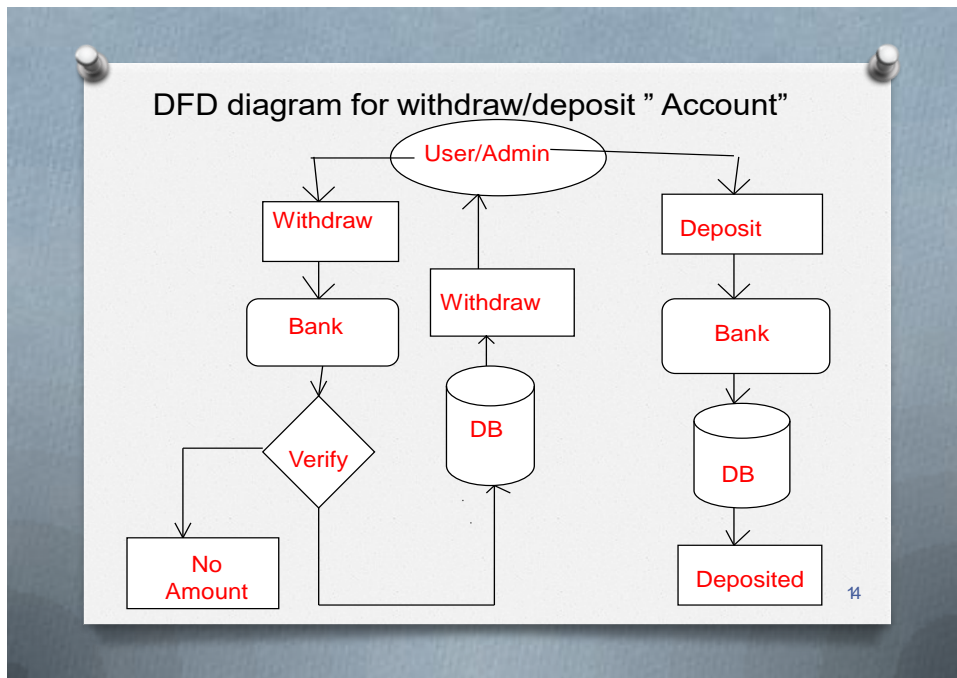 DFD diagram for withdraw/deposit ” Account”
User/Admin
Withdraw
Deposit
Withdraw
Bank
Bank
DB
Verify
DB
No
Amount
Deposited
14